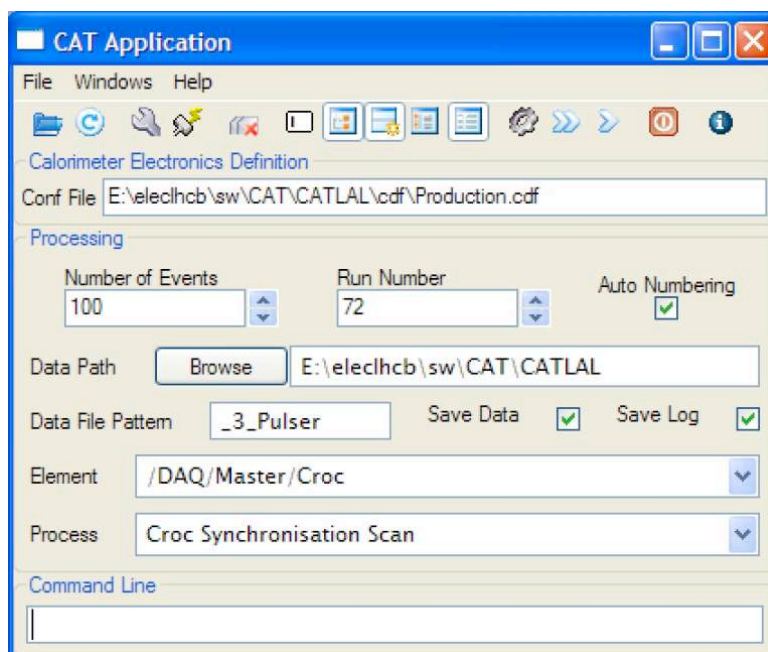 CAT Application
File Windows Help
Calorimeter Electronics Definition
Conf File E:\eleclhcb\sw\CAT\CATLAL\cdf\Production.cdf
Processing
Number of Events Run Number Auto Numbering
100 72
Data Path Browse E:\eleclhcb\sw\CAT\CATLAL
Data File Pattern _3_Pulser Save Data Save Log
Element /DAQ/Master/Croc
Process Croc Synchronisation Scan
Command Line